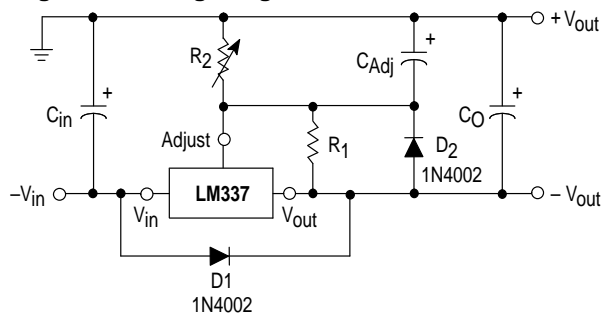 + Vout
R2
CAdj
+
+
+
Cin
Adjust
R1
D2
1N4002
CO
–Vin
Vin
LM337
Vout
– Vout
D1
1N4002